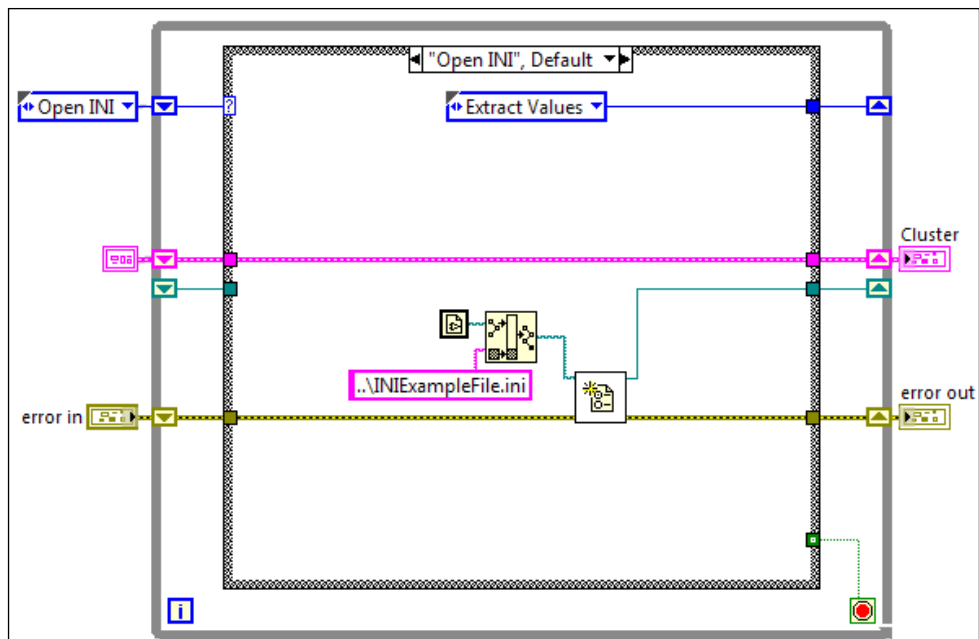 "Open INI", Default
Open INI
?
Extract Values
Cluster
..\INIExampleFile.ini
error in
error out
i